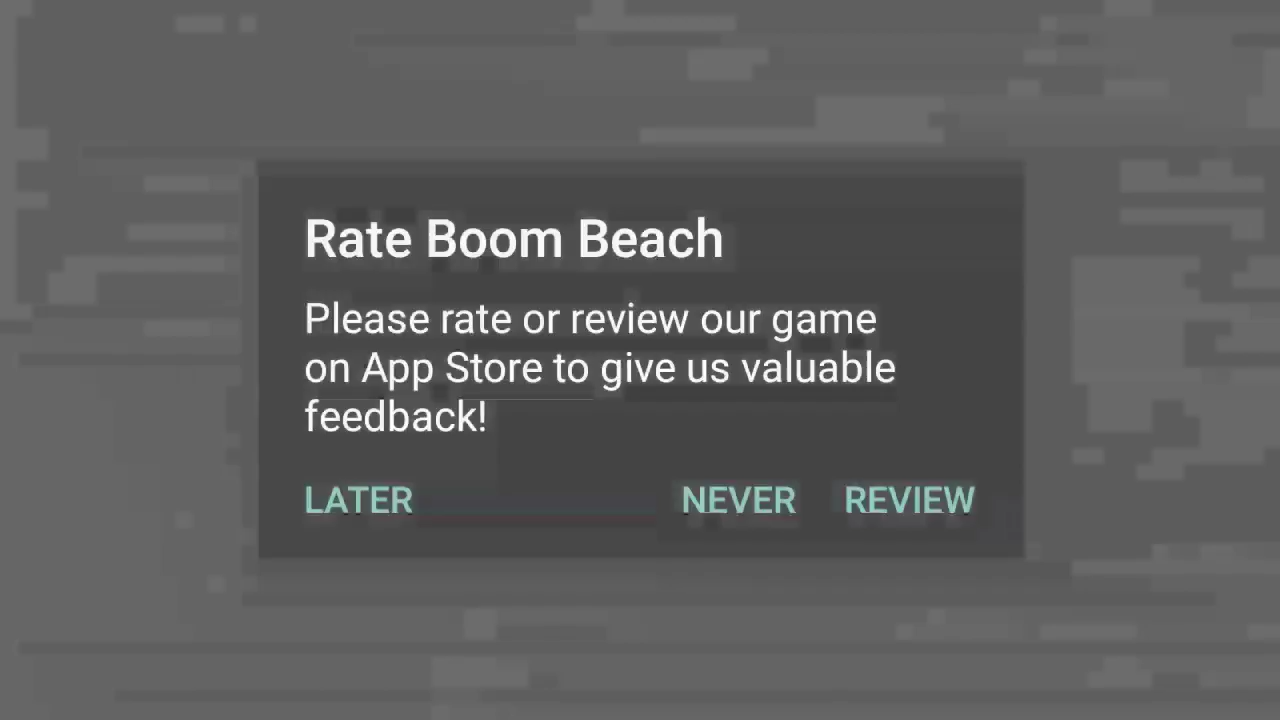 Rate Boom Beach
Please rate or review our game
on App Store to give us valuable
feedback!
LATER NEVER REVIEW